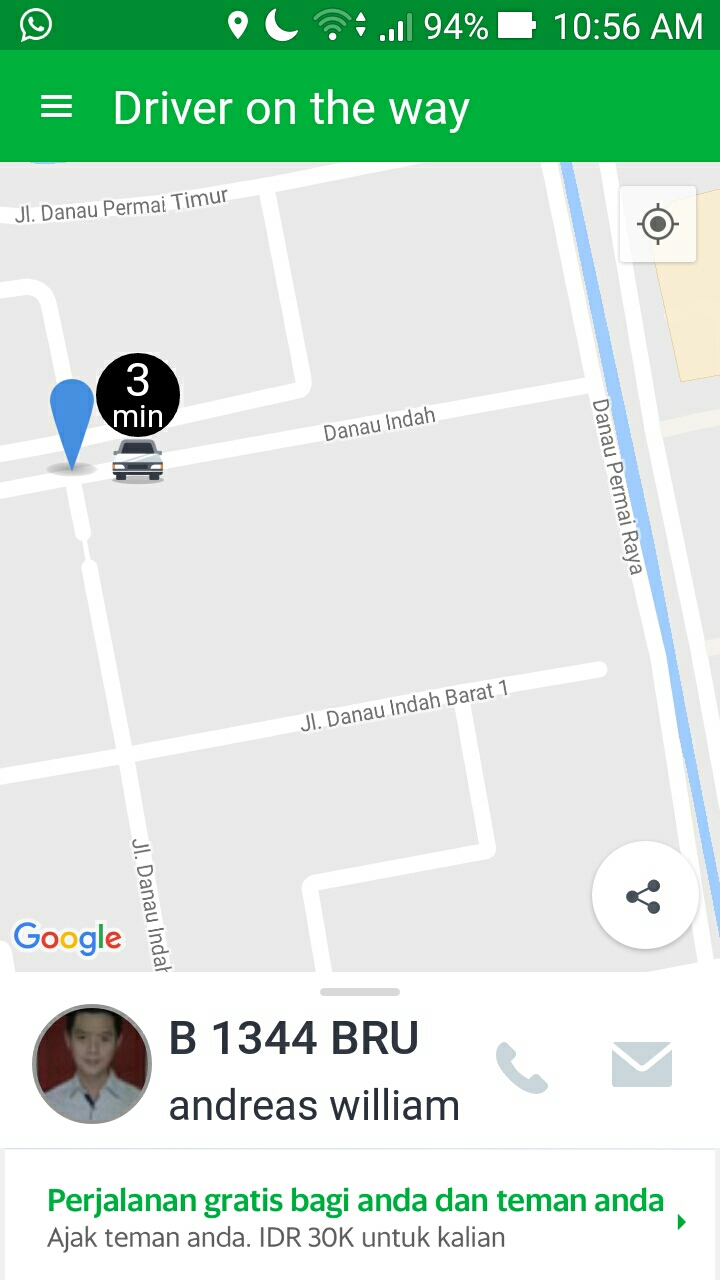 94% 10:56 AM
Driver on the way
Jl. Danau Permai Timur
3
min
Danau Indah
Danau Permai Raya
Jl. Danau Indah Barat 1
Jl. Danau Indah
Google
B 1344 BRU
andreas william
Perjalanan gratis bagi anda dan teman anda
Ajak teman anda. IDR 30K untuk kalian